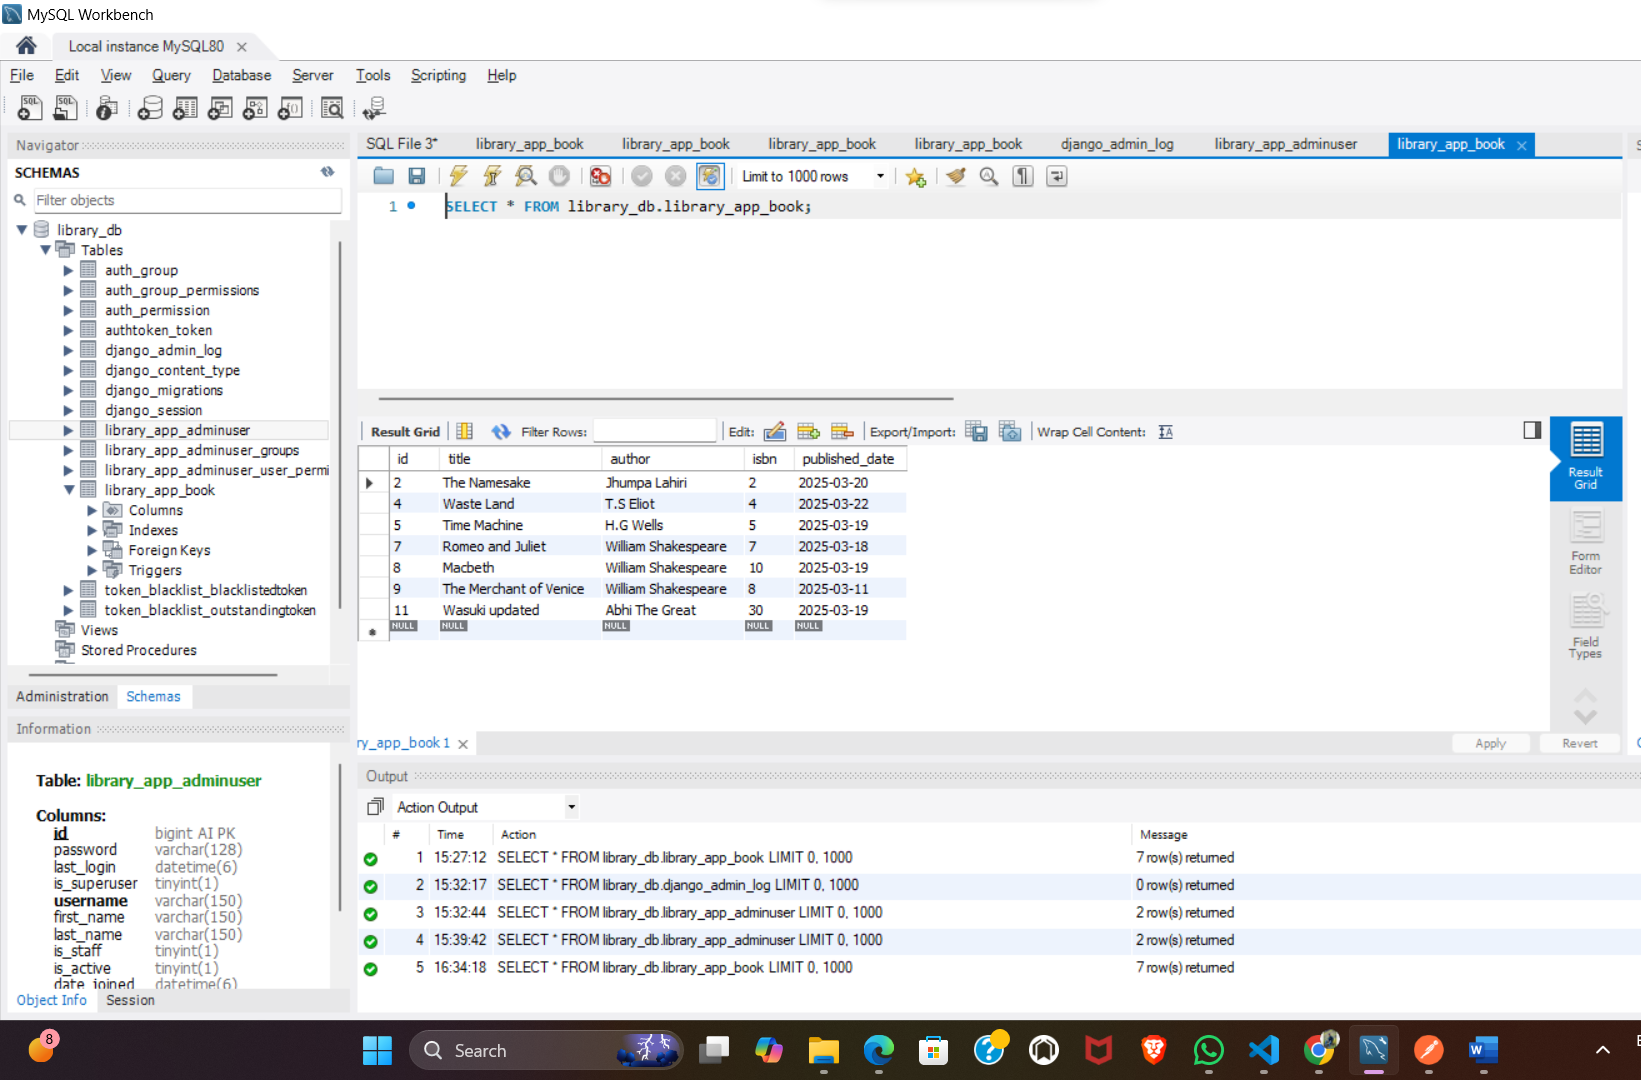 MySQL Workbench
Local instance MySQL80
File Edit View Query Database Server Tools Scripting Help
Navigator
SCHEMAS
Filter objects
library_db
Tables
auth_group
auth_group_permissions
auth_permission
authtoken_token
django_admin_log
django_content_type
django_migrations
django_session
library_app_adminuser
library_app_adminuser_groups
library_app_adminuser_user_permi
library_app_book
Columns
Indexes
Foreign Keys
Triggers
token_blacklist_blacklistedtoken
token_blacklist_outstandingtoken
Views
Stored Procedures
Administration Schemas
Information
Table: library_app_adminuser
Columns:
id bigint AI PK
password varchar(128)
last_login datetime(6)
is_superuser tinyint(1)
username varchar(150)
first_name varchar(150)
last_name varchar(150)
is_staff tinyint(1)
is_active tinyint(1)
date_joined datetime(6)
Object Info Session
SQL File 3* library_app_book library_app_book library_app_book library_app_book django_admin_log library_app_adminuser library_app_book
Limit to 1000 rows
1 SELECT * FROM library_db.library_app_book;
Result Grid Filter Rows: Edit: Export/Import: Wrap Cell Content:
id title author isbn published_date
2 The Namesake Jhumpa Lahiri 2 2025-03-20
4 Waste Land T.S Eliot 4 2025-03-22
5 Time Machine H.G Wells 5 2025-03-19
7 Romeo and Juliet William Shakespeare 7 2025-03-18
8 Macbeth William Shakespeare 10 2025-03-19
9 The Merchant of Venice William Shakespeare 8 2025-03-11
11 Wasuki updated Abhi The Great 30 2025-03-19
NULL NULL NULL NULL NULL
Result
Grid
Form
Editor
Field
Types
ry_app_book 1
Apply Revert
Output
Action Output
# Time Action Message
1 15:27:12 SELECT * FROM library_db.library_app_book LIMIT 0, 1000 7 row(s) returned
2 15:32:17 SELECT * FROM library_db.django_admin_log LIMIT 0, 1000 0 row(s) returned
3 15:32:44 SELECT * FROM library_db.library_app_adminuser LIMIT 0, 1000 2 row(s) returned
4 15:39:42 SELECT * FROM library_db.library_app_adminuser LIMIT 0, 1000 2 row(s) returned
5 16:34:18 SELECT * FROM library_db.library_app_book LIMIT 0, 1000 7 row(s) returned
8
Search